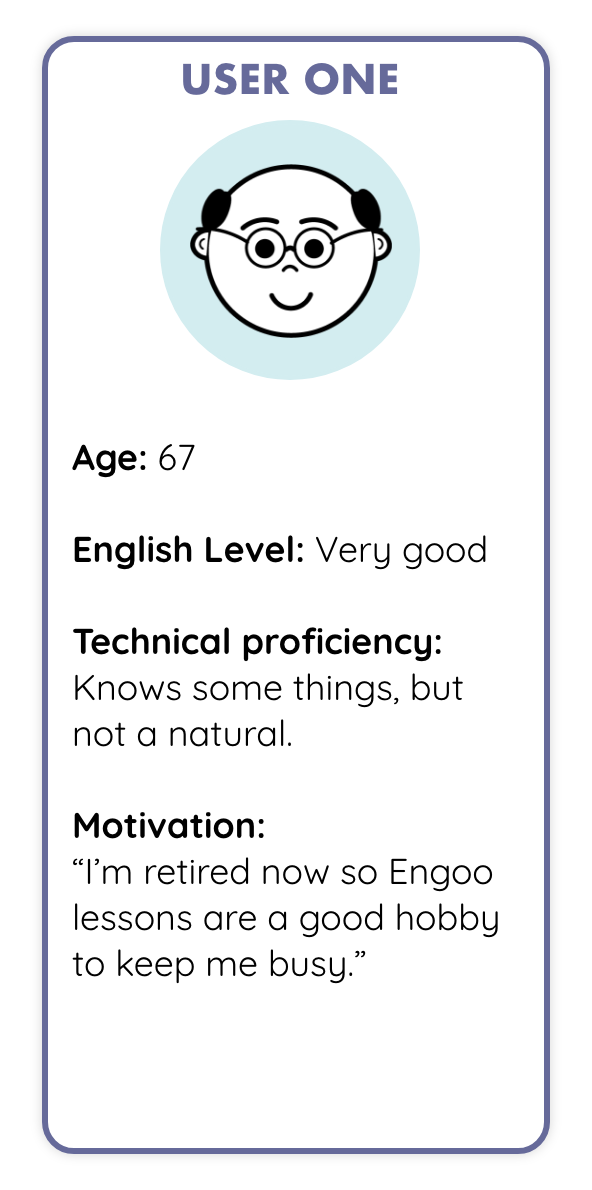 USER ONE
Age: 67
English Level: Very good
Technical proficiency:
Knows some things, but
not a natural.
Motivation:
“I’m retired now so Engoo
lessons are a good hobby
to keep me busy.”